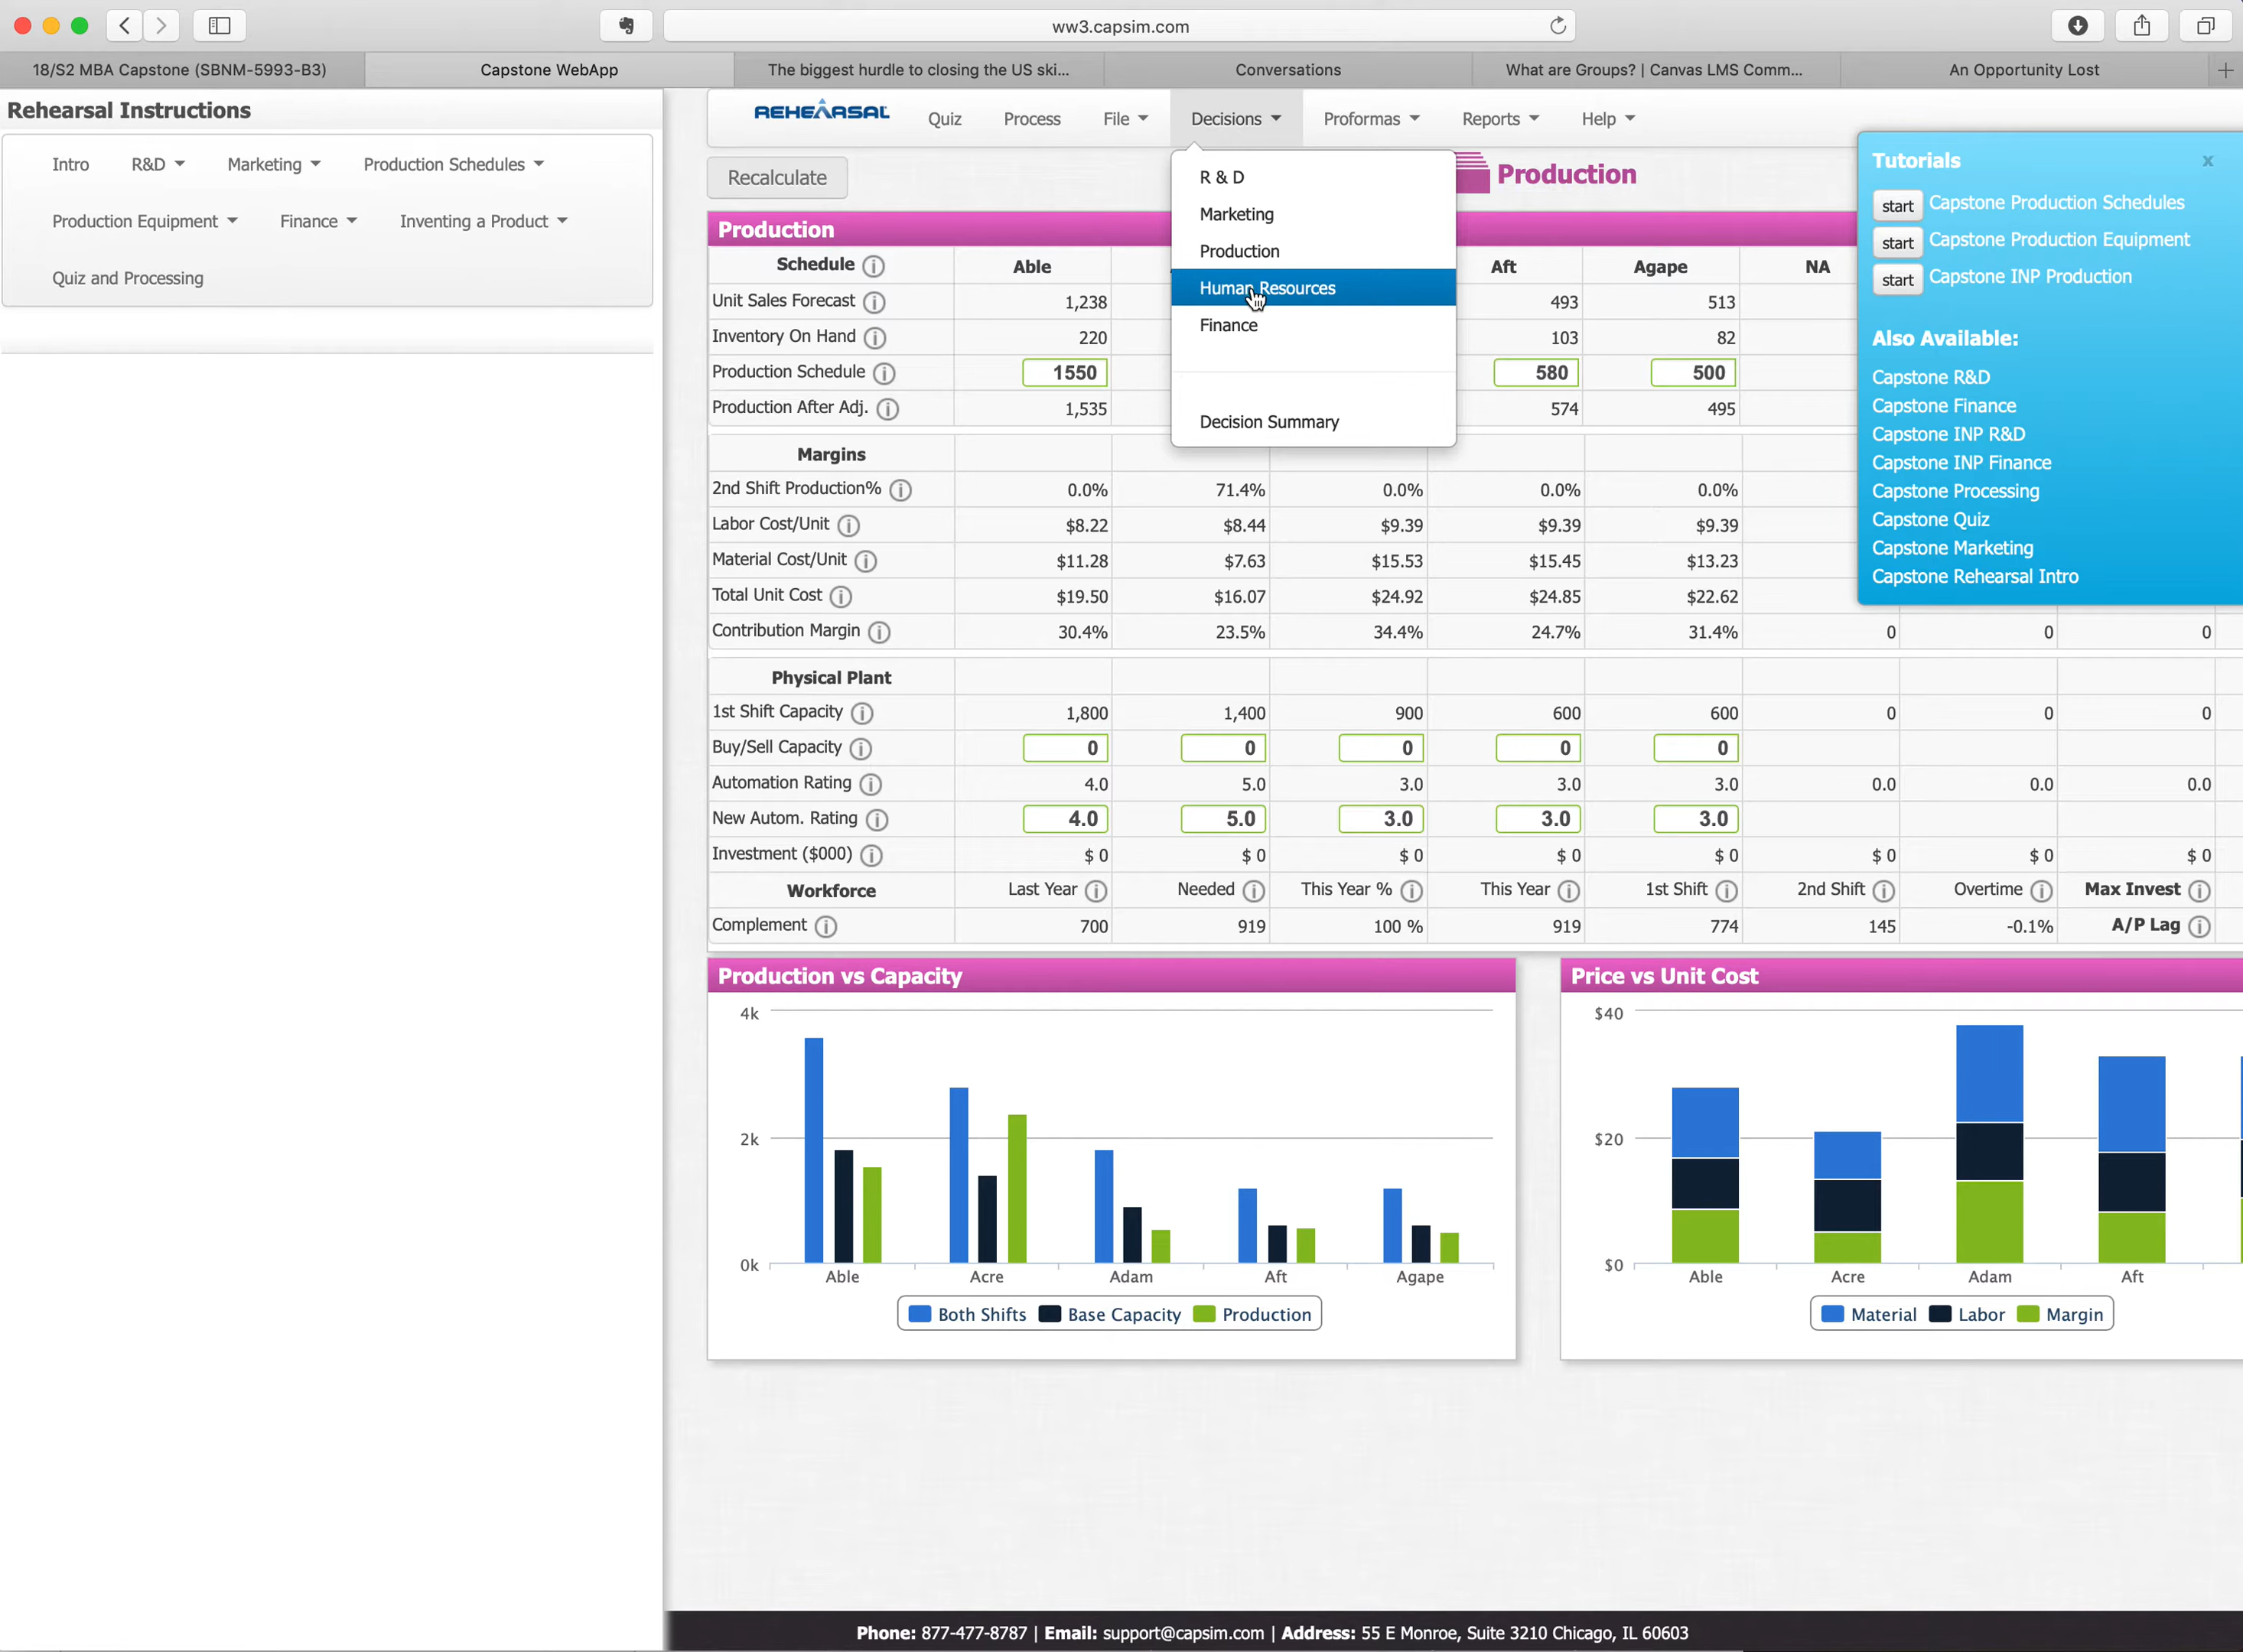 ww3.capsim.com
18/S2 MBA Capstone (SBNM-5993-B3) Capstone WebApp The biggest hurdle to closing the US ski... Conversations What are Groups? | Canvas LMS Comm... An Opportunity Lost
Rehearsal Instructions
Intro R&D Marketing Production Schedules
Production Equipment Finance Inventing a Product
Quiz and Processing
REHEARSAL Quiz Process File Decisions Proformas Reports Help
Recalculate
Production
R & D
Marketing
Production
Human Resources
Finance
Decision Summary
Tutorials x
start Capstone Production Schedules
start Capstone Production Equipment
start Capstone INP Production
Also Available:
Capstone R&D
Capstone Finance
Capstone INP R&D
Capstone INP Finance
Capstone Processing
Capstone Quiz
Capstone Marketing
Capstone Rehearsal Intro
Production
Schedule Able Aft Agape NA
Unit Sales Forecast 1,238 493 513
Inventory On Hand 220 103 82
Production Schedule 1550 580 500
Production After Adj. 1,535 574 495
Margins
2nd Shift Production% 0.0% 71.4% 0.0% 0.0% 0.0%
Labor Cost/Unit $8.22 $8.44 $9.39 $9.39 $9.39
Material Cost/Unit $11.28 $7.63 $15.53 $15.45 $13.23
Total Unit Cost $19.50 $16.07 $24.92 $24.85 $22.62
Contribution Margin 30.4% 23.5% 34.4% 24.7% 31.4% 0 0 0
Physical Plant
1st Shift Capacity 1,800 1,400 900 600 600 0 0 0
Buy/Sell Capacity 0 0 0 0 0
Automation Rating 4.0 5.0 3.0 3.0 3.0 0.0 0.0 0.0
New Autom. Rating 4.0 5.0 3.0 3.0 3.0
Investment ($000) $ 0 $ 0 $ 0 $ 0 $ 0 $ 0 $ 0 $ 0
Workforce Last Year Needed This Year % This Year 1st Shift 2nd Shift Overtime Max Invest
Complement 700 919 100 % 919 774 145 -0.1% A/P Lag
Production vs Capacity
4k
2k
0k
Able Acre Adam Aft Agape
Both Shifts Base Capacity Production
Price vs Unit Cost
$40
$20
$0
Able Acre Adam Aft
Material Labor Margin
Phone: 877-477-8787 | Email: support@capsim.com | Address: 55 E Monroe, Suite 3210 Chicago, IL 60603